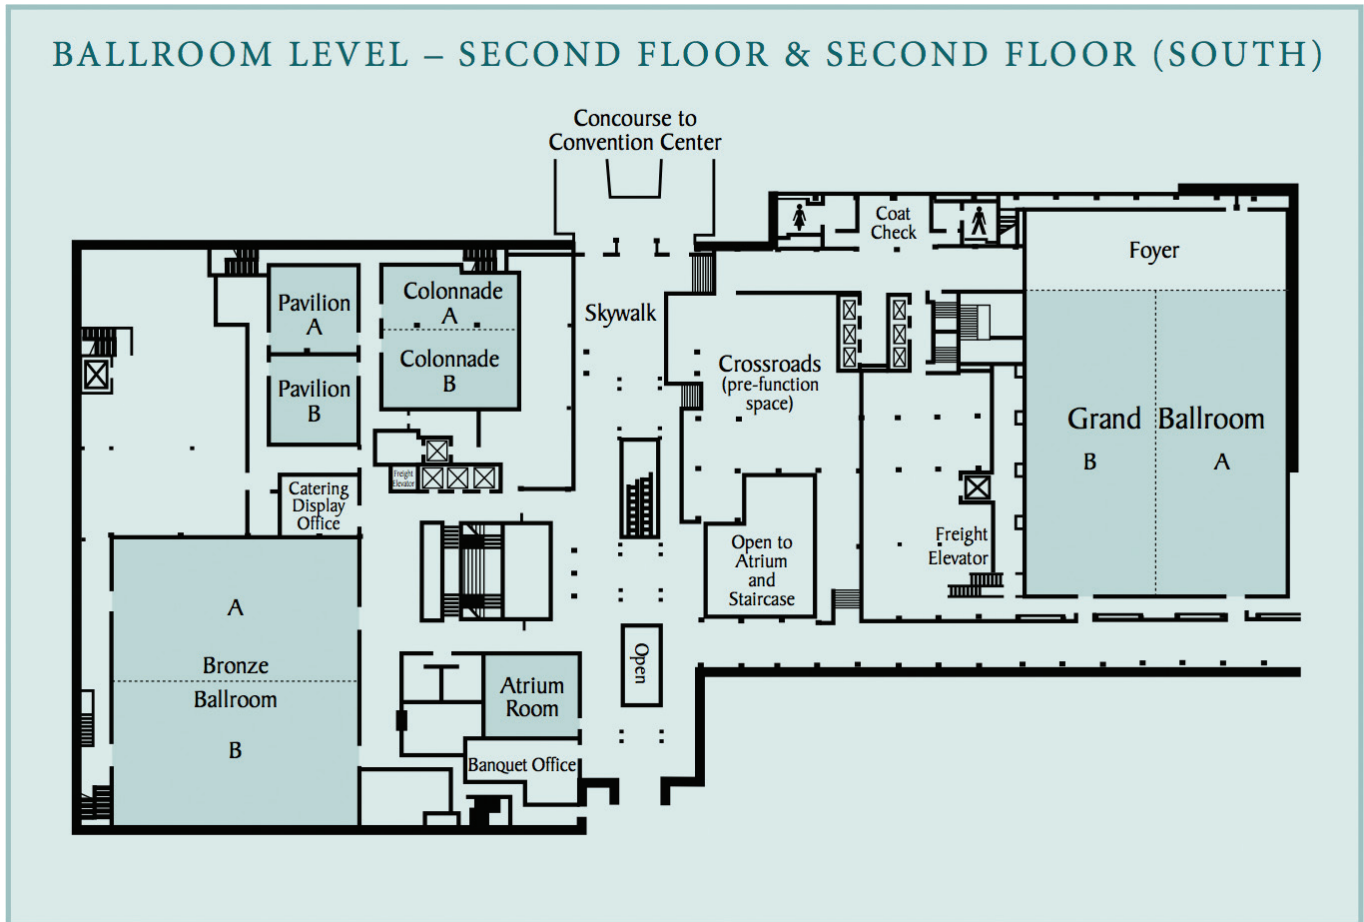 BALLROOM LEVEL – SECOND FLOOR & SECOND FLOOR (SOUTH)
Concourse to
Convention Center
Coat
Check
Foyer
Pavilion
A
Colonnade
A
Skywalk
Colonnade
B
Pavilion
B
Crossroads
(pre-function
space)
Grand Ballroom
B
A
Freight
Elevator
Catering
Display
Office
Freight
Elevator
Open to
Atrium
and
Staircase
A
Bronze
Ballroom
B
Open
Atrium
Room
Banquet Office